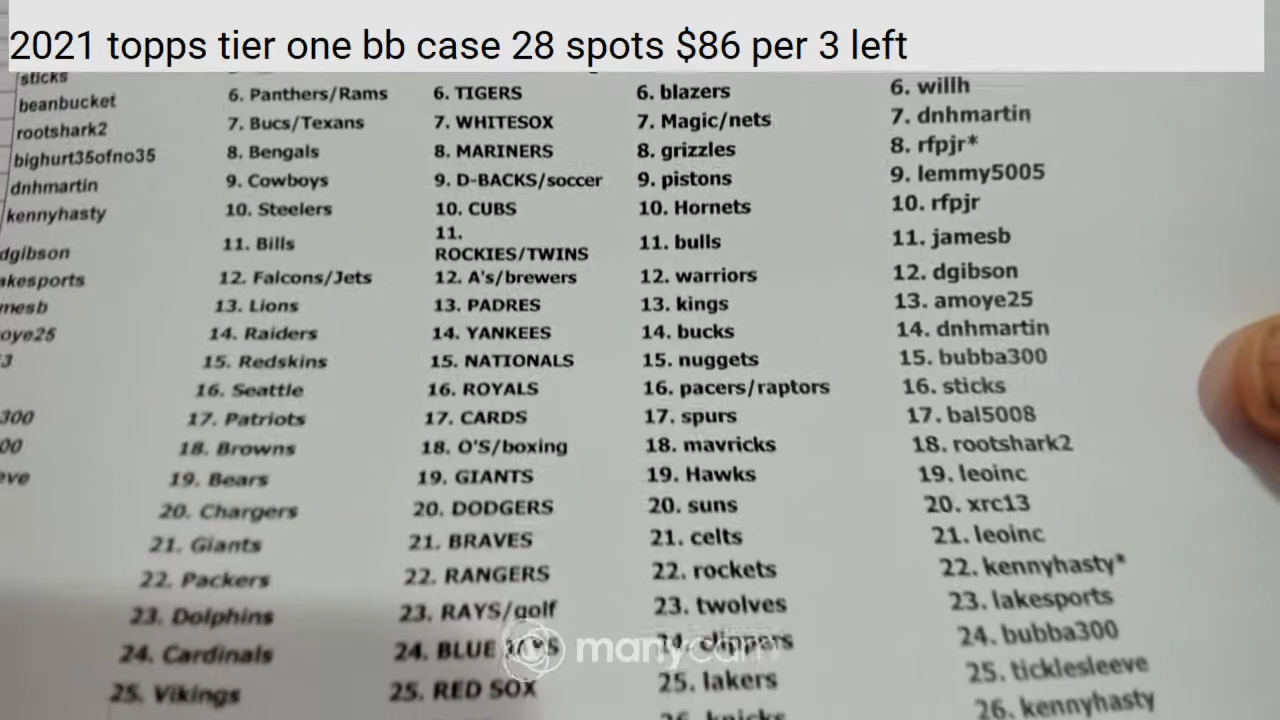 2021 topps tier one bb case 28 spots $86 per 3 left
sticks
beanbucket
rootshark2
bighurt35ofno35
dnhmartin
kennyhasty
dgibson
akesports
mesb
oye25
3
300
00
eve
6. Panthers/Rams
7. Bucs/Texans
8. Bengals
9. Cowboys
10. Steelers
11. Bills
12. Falcons/Jets
13. Lions
14. Raiders
15. Redskins
16. Seattle
17. Patriots
18. Browns
19. Bears
20. Chargers
21. Giants
22. Packers
23. Dolphins
24. Cardinals
25. Vikings
6. TIGERS
7. WHITESOX
8. MARINERS
9. D-BACKS/soccer
10. CUBS
11.
ROCKIES/TWINS
12. A's/brewers
13. PADRES
14. YANKEES
15. NATIONALS
16. ROYALS
17. CARDS
18. O'S/boxing
19. GIANTS
20. DODGERS
21. BRAVES
22. RANGERS
23. RAYS/golf
24. BLUE
25. RED SOX
6. blazers
7. Magic/nets
8. grizzles
9. pistons
10. Hornets
11. bulls
12. warriors
13. kings
14. bucks
15. nuggets
16. pacers/raptors
17. spurs
18. mavricks
19. Hawks
20. suns
21. celts
22. rockets
23. twolves
24. clippers
25. lakers
26. knicks
6. willh
7. dnhmartin
8. rfpjr*
9. lemmy5005
10. rfpjr
11. jamesb
12. dgibson
13. amoye25
14. dnhmartin
15. bubba300
16. sticks
17. bal5008
18. rootshark2
19. leoinc
20. xrc13
21. leoinc
22. kennyhasty*
23. lakesports
24. bubba300
25. ticklesleeve
26. kennyhasty
manycam